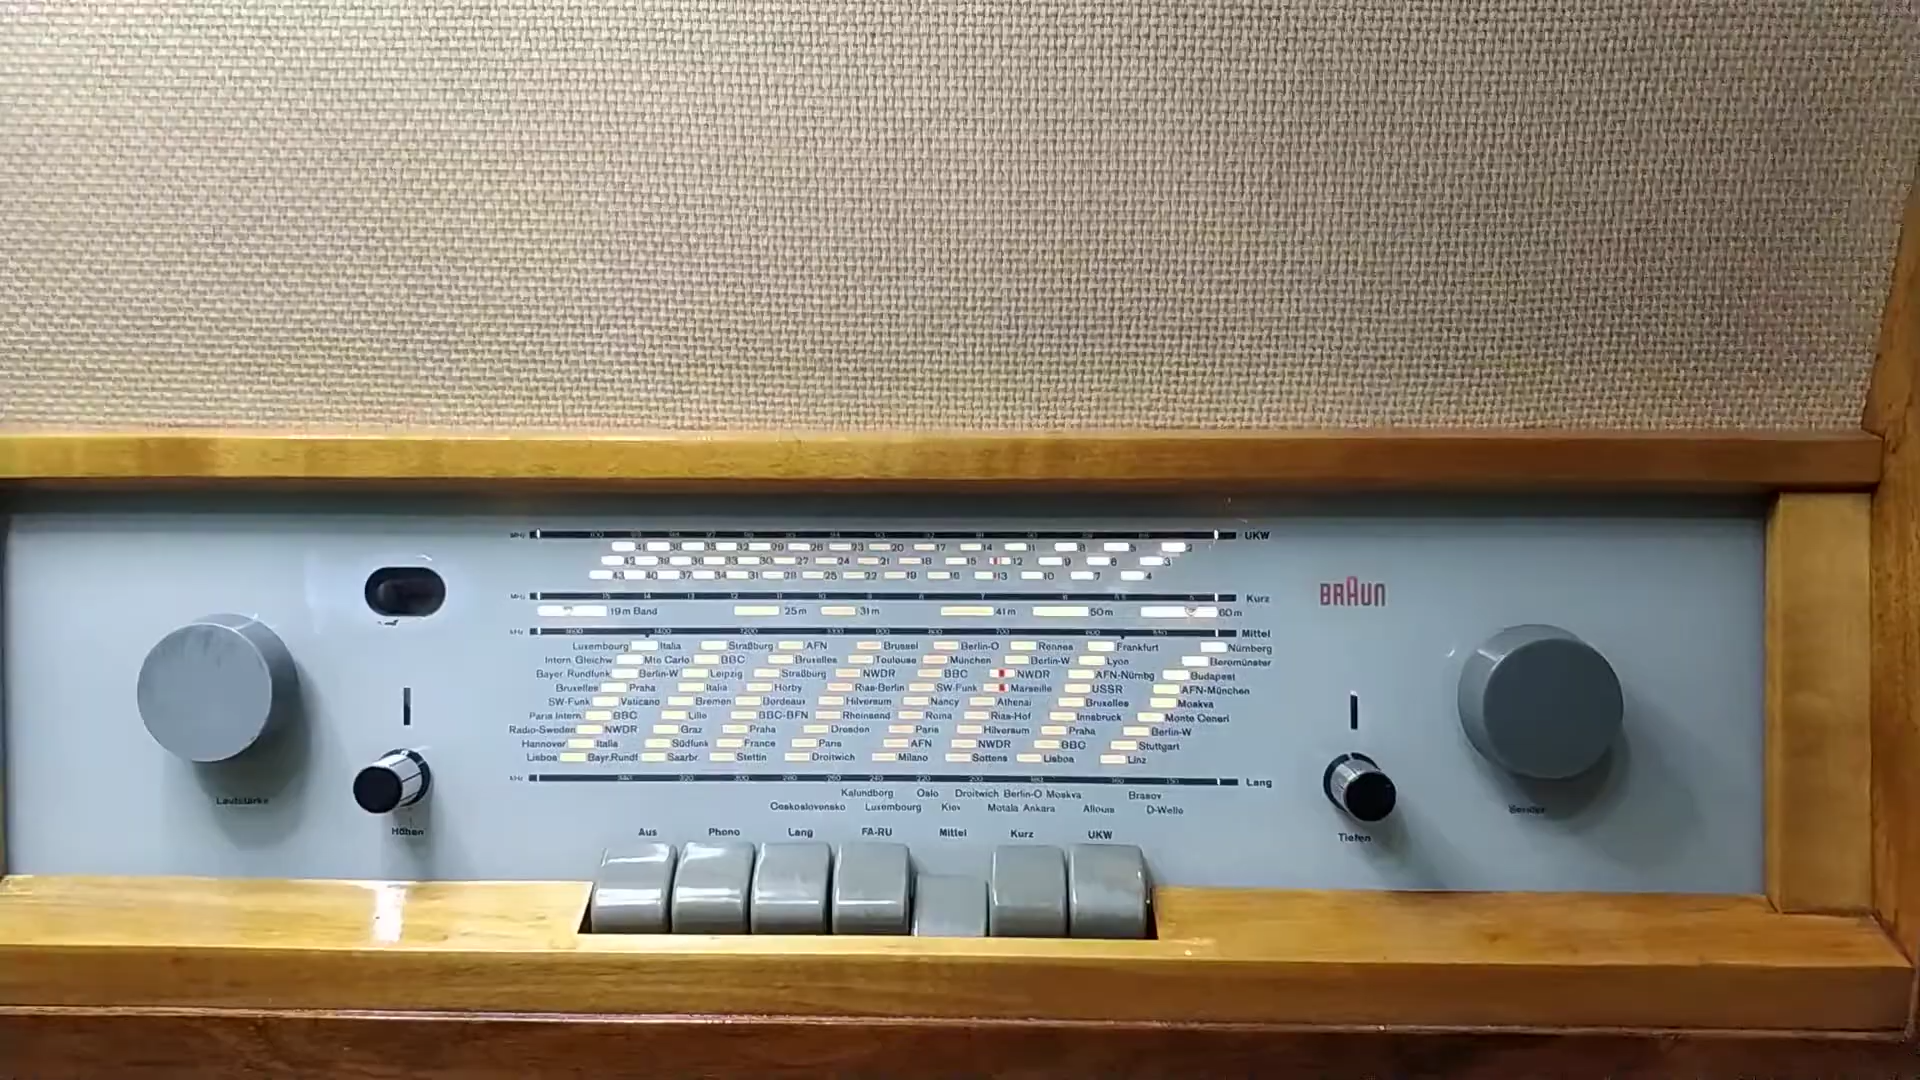 UKW
41 38 35 32 29 26 23 20 17 14 11 8 5 2
42 39 36 33 30 27 24 21 18 15 12 9 6 3
43 40 37 34 31 28 25 22 19 16 13 10 7 4
Kurz
19m Band 25m 31m 41m 50m 60m
Mittel
Luxembourg Italia Straßburg AFN Brussel Berlin-O Rennes Frankfurt Nürnberg
Intern. Gleichw Mte Carlo BBC Bruxelles Toulouse München Berlin-W Lyon Beromünster
Bayer. Rundfunk Berlin-W Leipzig Straßburg NWDR BBC NWDR AFN-Nürnbg Budapest
Bruxelles Praha Italia Hörby Rias-Berlin SW-Funk Marseille USSR AFN-München
SW-Funk Vaticano Bremen Bordeaux Hilversum Nancy Athenai Bruxelles Moskva
Paris Intern. BBC Lille BBC-BFN Rheinsend Roma Rias-Hof Innsbruck Monte Ceneri
Radio-Sweden NWDR Graz Praha Dresden Paris Hilversum Praha Berlin-W
Hannover Italia Südfunk France Paris AFN NWDR BBC Stuttgart
Lisboa Bayr.Rundf Saarbr. Stettin Droitwich Milano Sottens Lisboa Linz
Lang
Kalundborg Oslo Droitwich Berlin-O Moskva Brasov
Ceskoslovensko Luxembourg Kiev Motala Ankara Allouis D-Welle
BRAUN
Lautstärke
Höhen
Aus Phono Lang FA-RU Mittel Kurz UKW
Tiefen
Sender